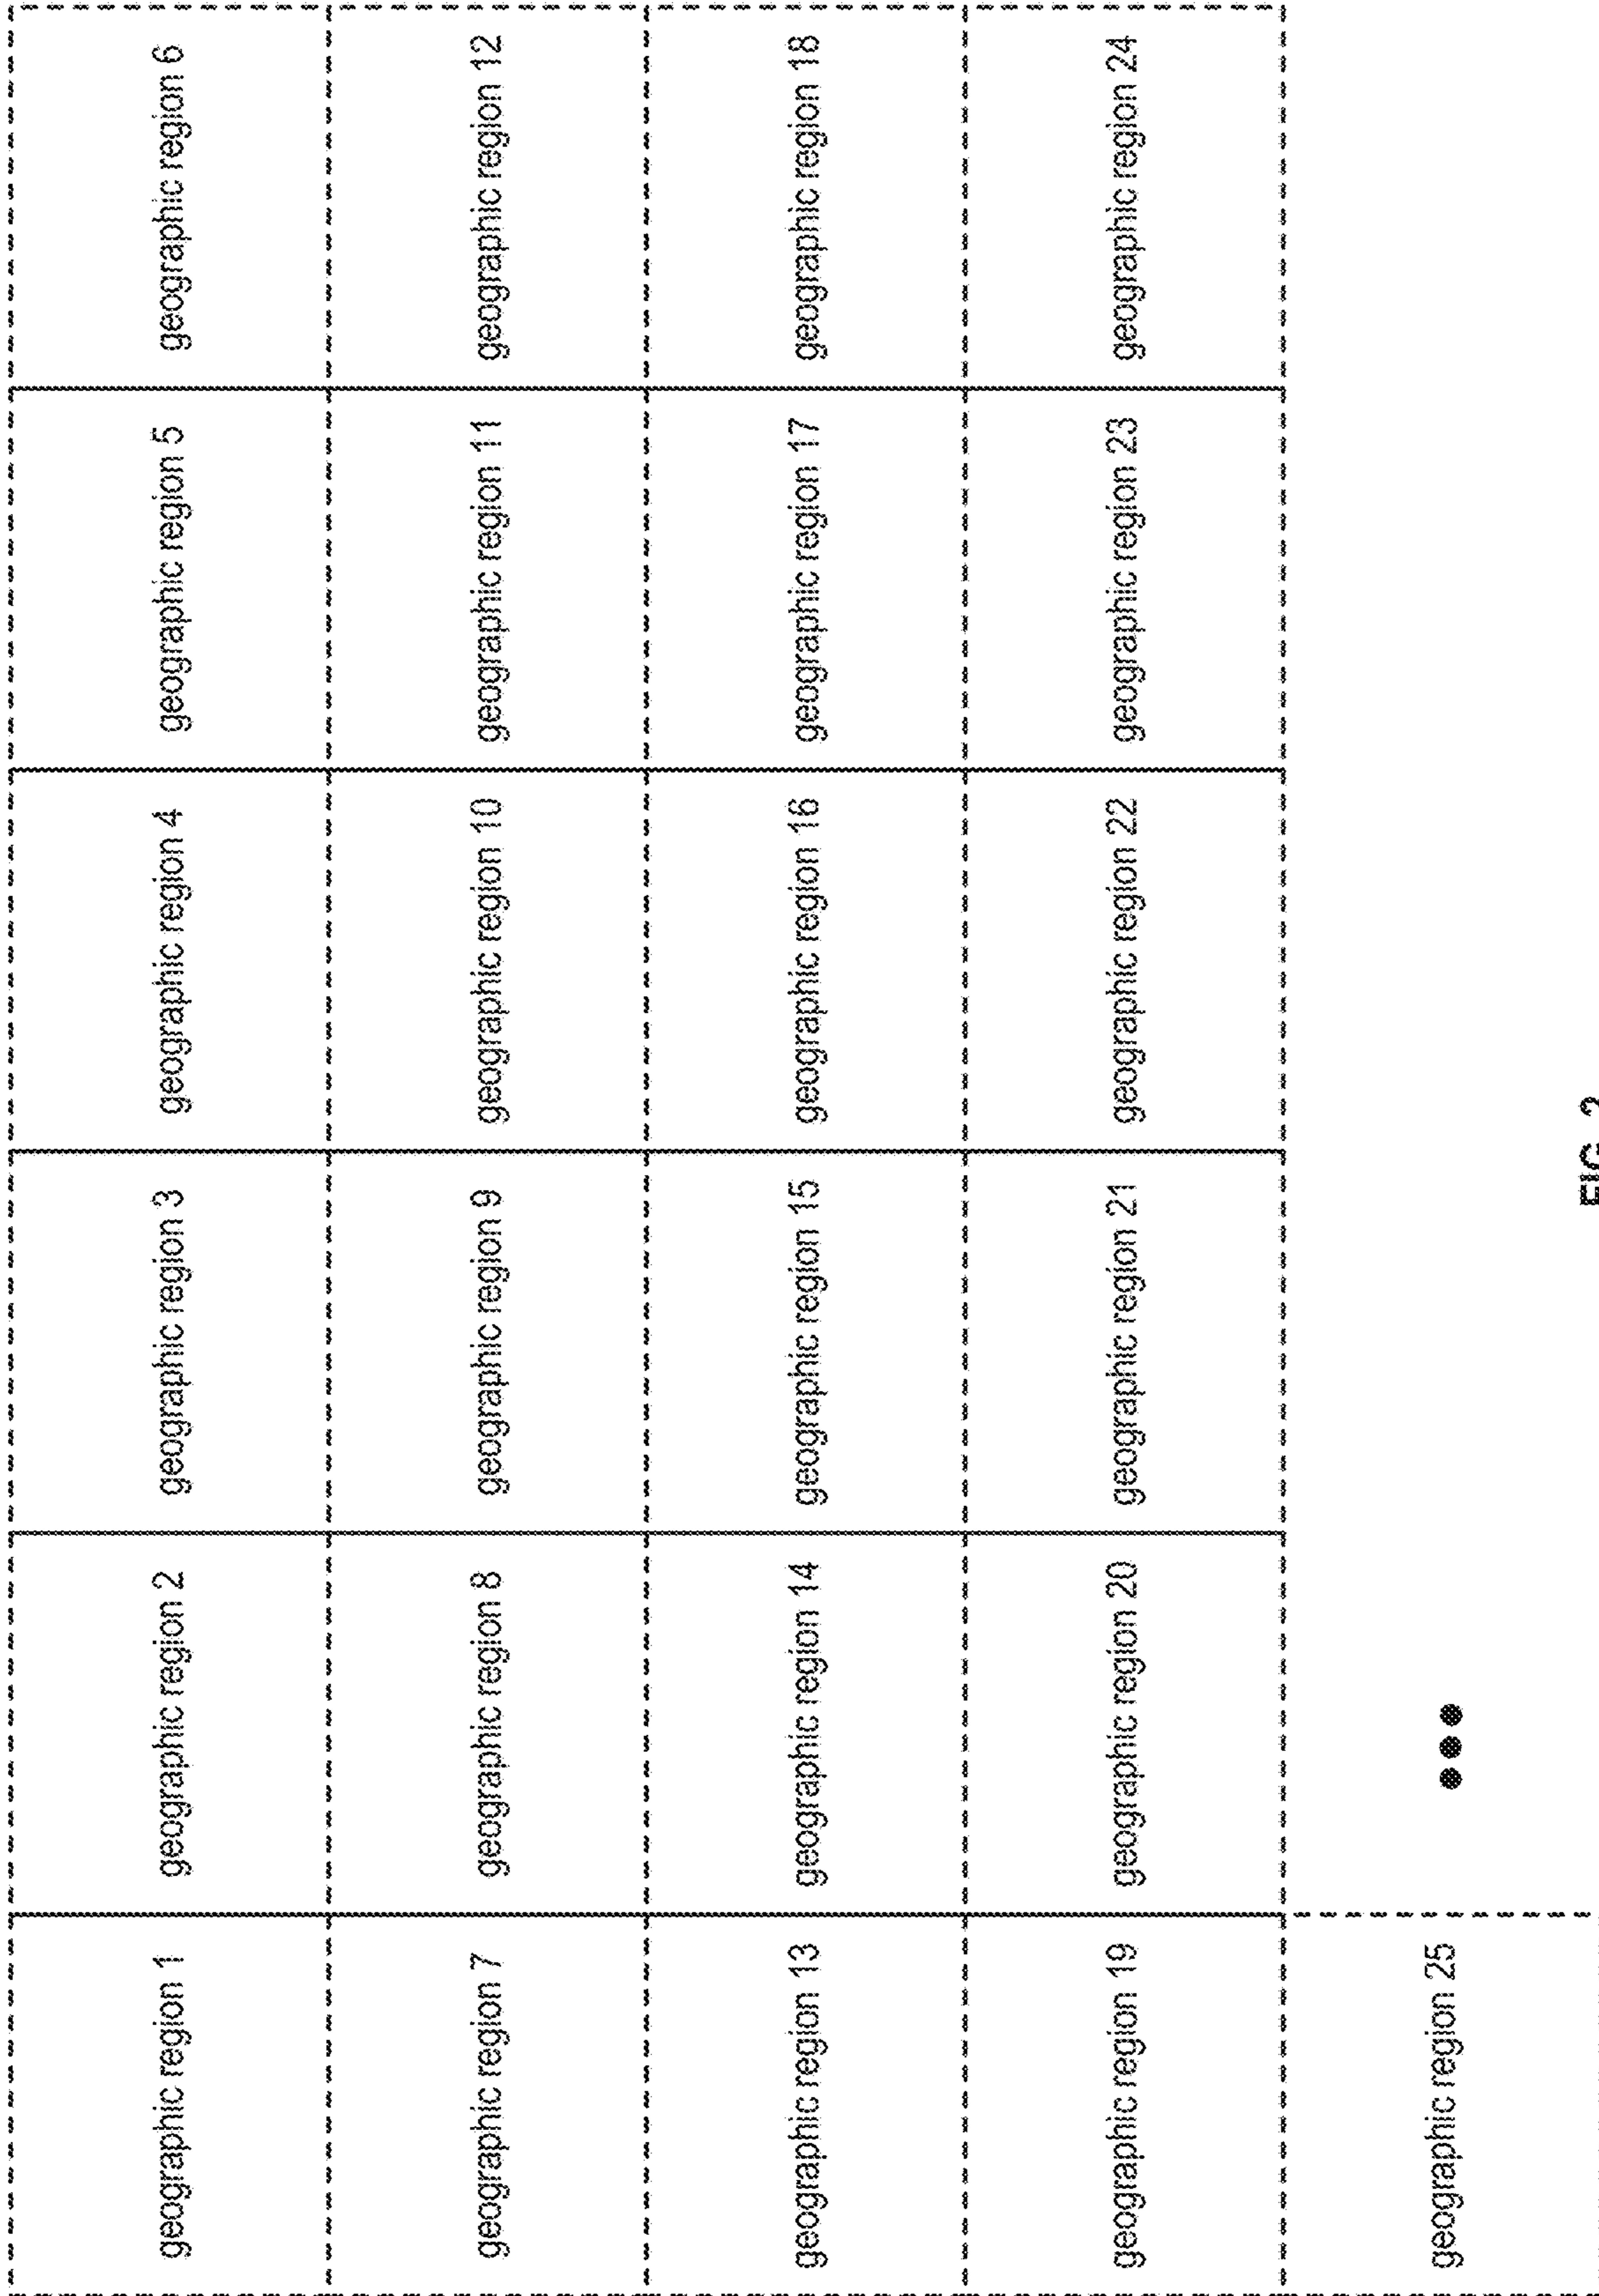 geographic region 1
geographic region 2
geographic region 3
geographic region 4
geographic region 5
geographic region 6
geographic region 7
geographic region 8
geographic region 9
geographic region 10
geographic region 11
geographic region 12
geographic region 13
geographic region 14
geographic region 15
geographic region 16
geographic region 17
geographic region 18
geographic region 19
geographic region 20
geographic region 21
geographic region 22
geographic region 23
geographic region 24
geographic region 25
●●●
FIG. 2